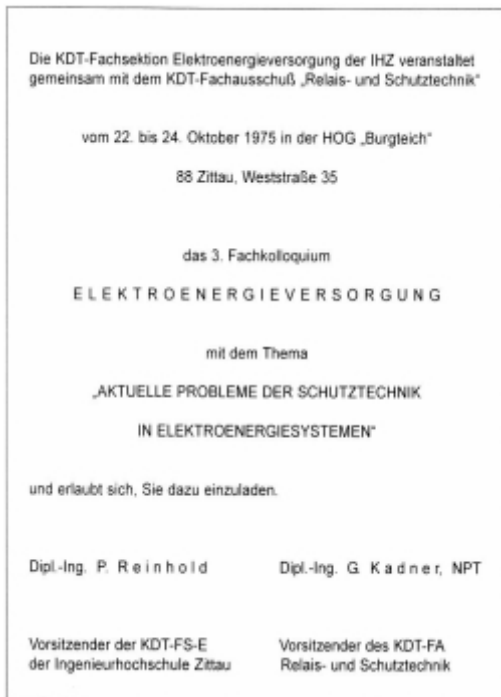 Die KDT-Fachsektion Elektroenergieversorgung der IHZ veranstaltet
gemeinsam mit dem KDT-Fachausschuß „Relais- und Schutztechnik“
vom 22. bis 24. Oktober 1975 in der HOG „Burgteich“
88 Zittau, Weststraße 35
das 3. Fachkolloquium
E L E K T R O E N E R G I E V E R S O R G U N G
mit dem Thema
„AKTUELLE PROBLEME DER SCHUTZTECHNIK
IN ELEKTROENERGIESYSTEMEN“
und erlaubt sich, Sie dazu einzuladen.
Dipl.-Ing. P. R e i n h o l d Dipl.-Ing. G. K a d n e r, NPT
Vorsitzender der KDT-FS-E Vorsitzender des KDT-FA
der Ingenieurhochschule Zittau Relais- und Schutztechnik